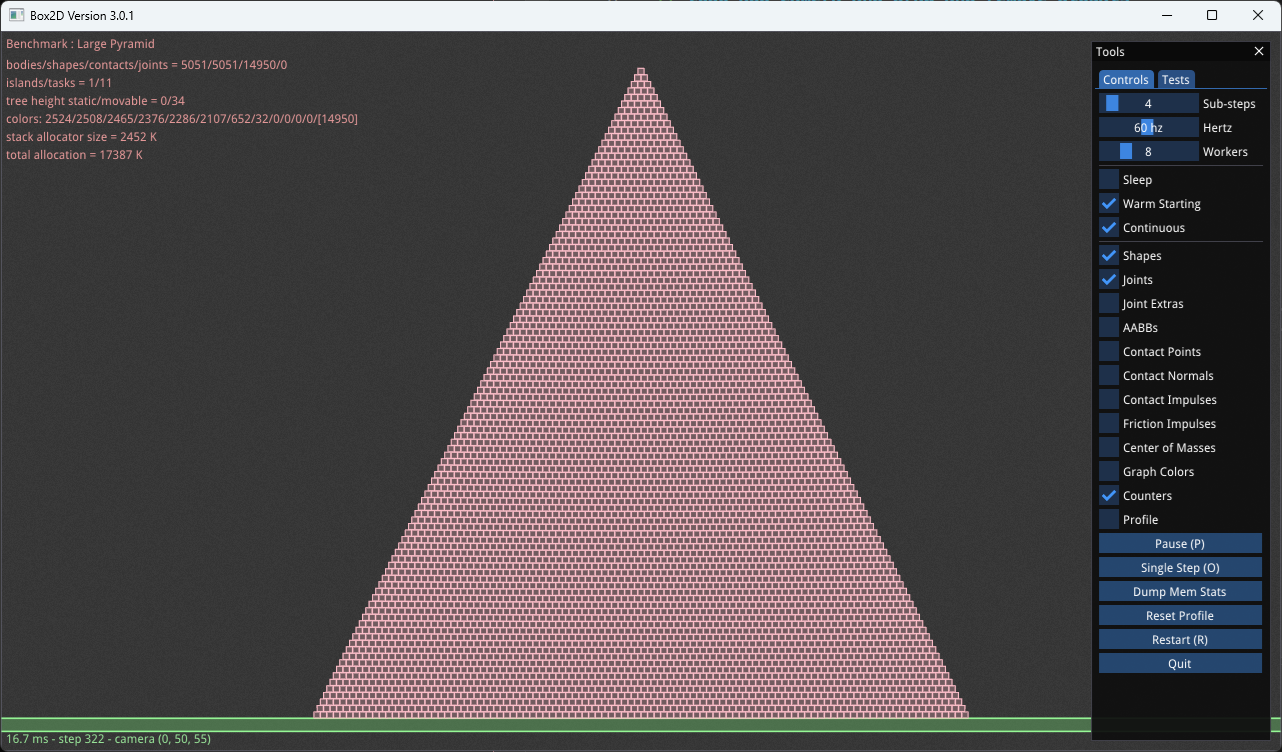 Box2D Version 3.0.1
Benchmark : Large Pyramid
bodies/shapes/contacts/joints = 5051/5051/14950/0
islands/tasks = 1/11
tree height static/movable = 0/34
colors: 2524/2508/2465/2376/2286/2107/652/32/0/0/0/0/[14950]
stack allocator size = 2452 K
total allocation = 17387 K
Tools
Controls Tests
4 Sub-steps
60 hz Hertz
8 Workers
Sleep
Warm Starting
Continuous
Shapes
Joints
Joint Extras
AABBs
Contact Points
Contact Normals
Contact Impulses
Friction Impulses
Center of Masses
Graph Colors
Counters
Profile
Pause (P)
Single Step (O)
Dump Mem Stats
Reset Profile
Restart (R)
Quit
16.7 ms - step 322 - camera (0, 50, 55)